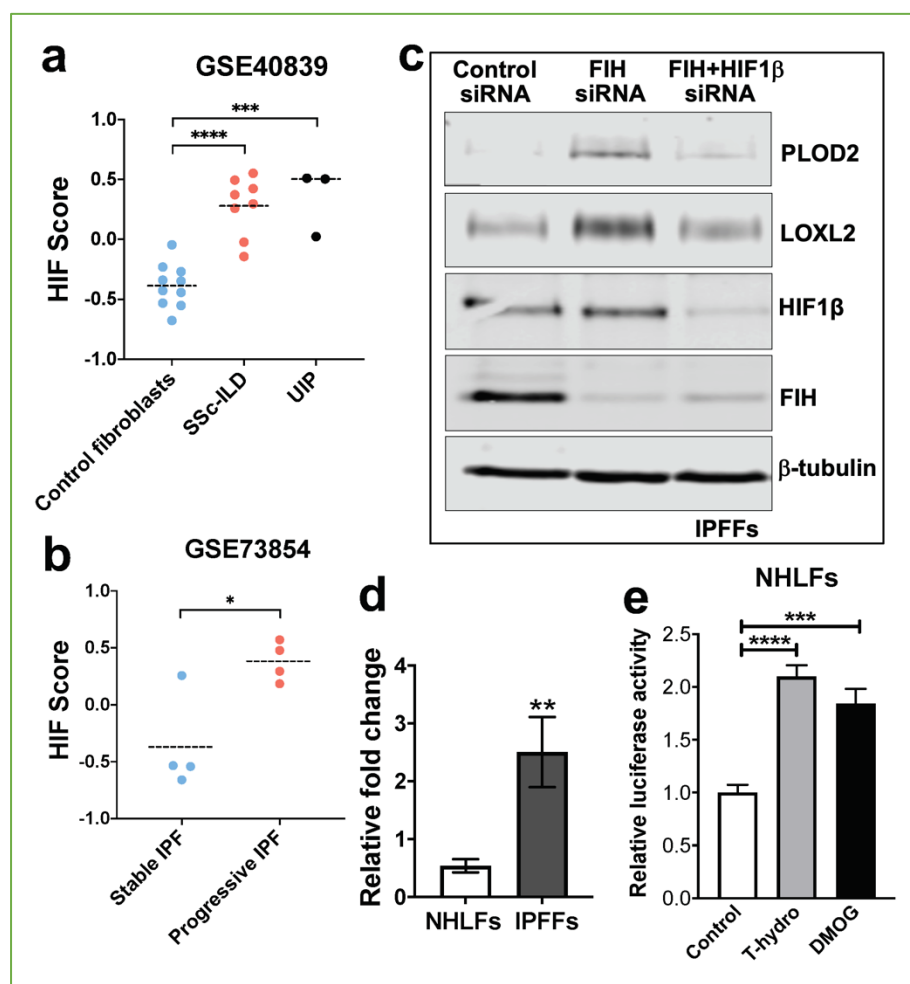 a
GSE40839
HIF Score
1.0
0.5
0.0
-0.5
-1.0
****
***
Control fibroblasts
SSc-ILD
UIP
b
GSE73854
HIF Score
1.0
0.5
0.0
-0.5
-1.0
*
Stable IPF
Progressive IPF
c
Control siRNA
FIH siRNA
FIH+HIF1β siRNA
PLOD2
LOXL2
HIF1β
FIH
β-tubulin
IPFFs
d
Relative fold change
4
3
2
1
0
**
NHLFs
IPFFs
e
NHLFs
Relative luciferase activity
2.5
2.0
1.5
1.0
0.5
0.0
****
***
Control
T-hydro
DMOG